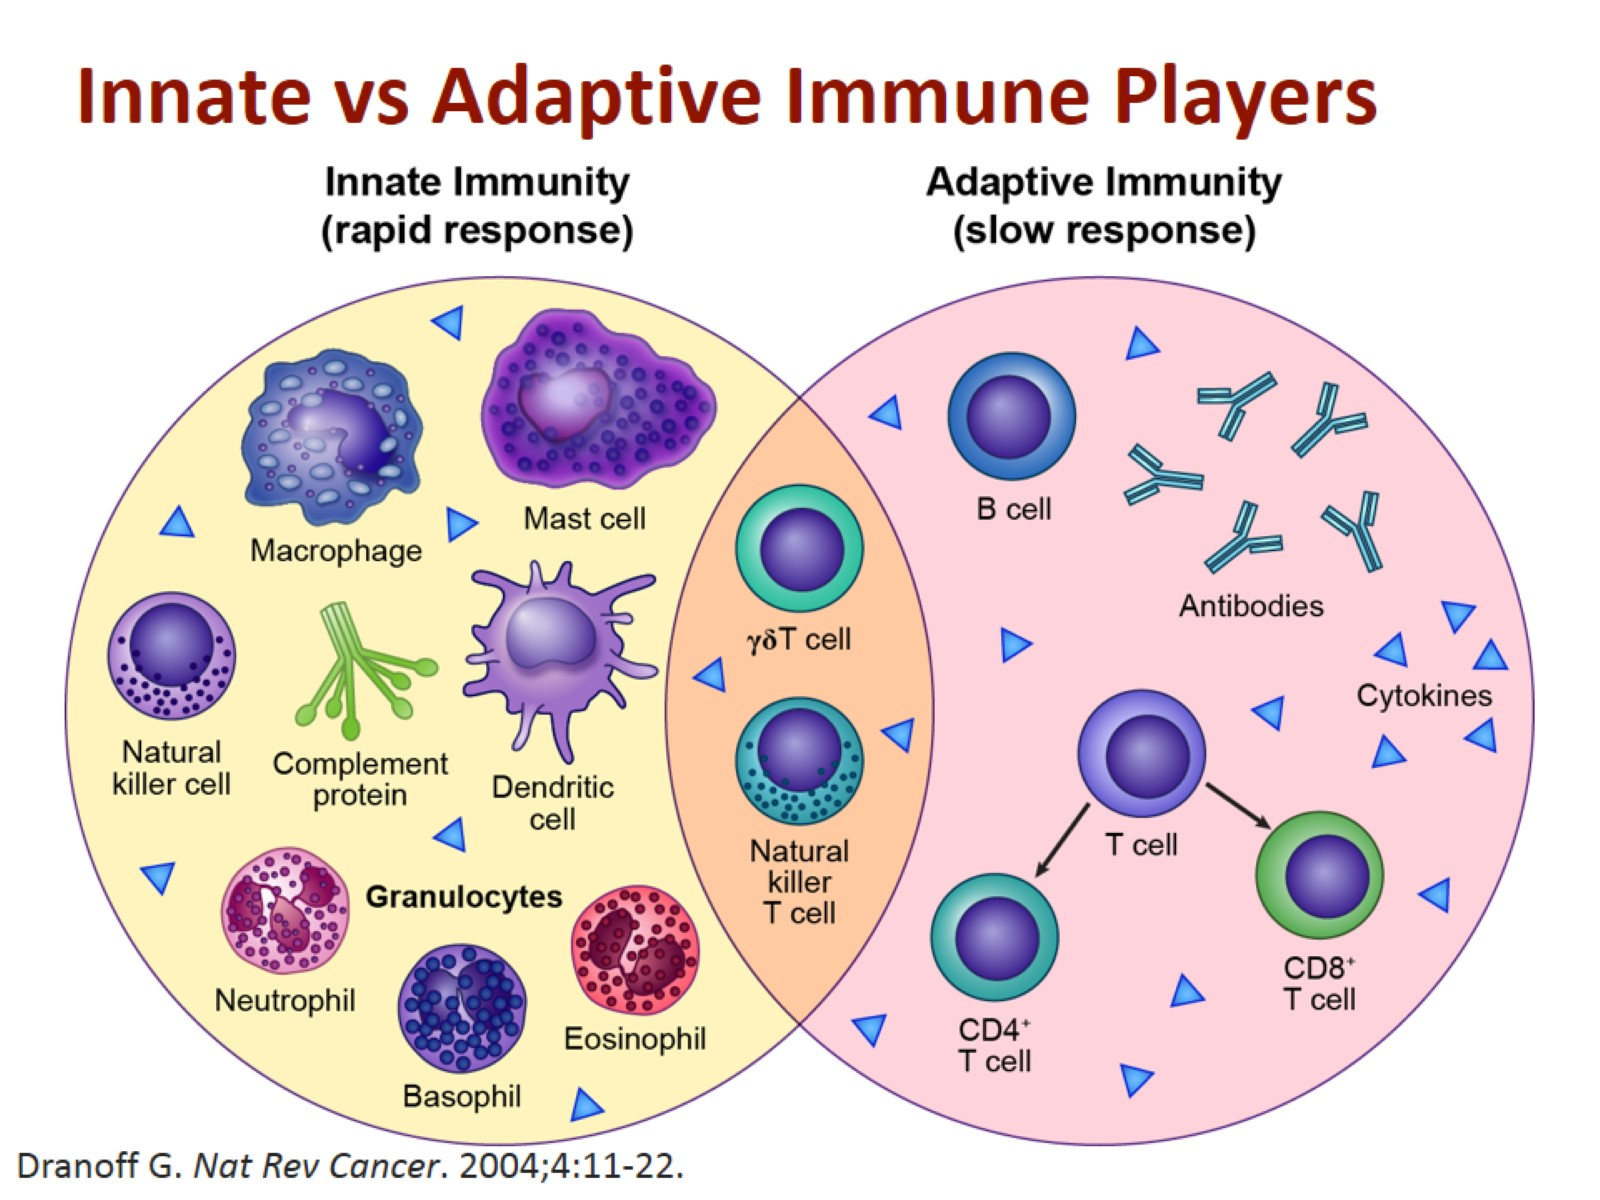 Innate vs Adaptive Immune Players
Innate Immunity
(rapid response)
Adaptive Immunity
(slow response)
Macrophage
Mast cell
Natural
killer cell
Complement
protein
Dendritic
cell
Granulocytes
Neutrophil
Basophil
Eosinophil
γδT cell
Natural
killer
T cell
B cell
Antibodies
Cytokines
T cell
CD4⁺
T cell
CD8⁺
T cell
Dranoff G. Nat Rev Cancer. 2004;4:11-22.